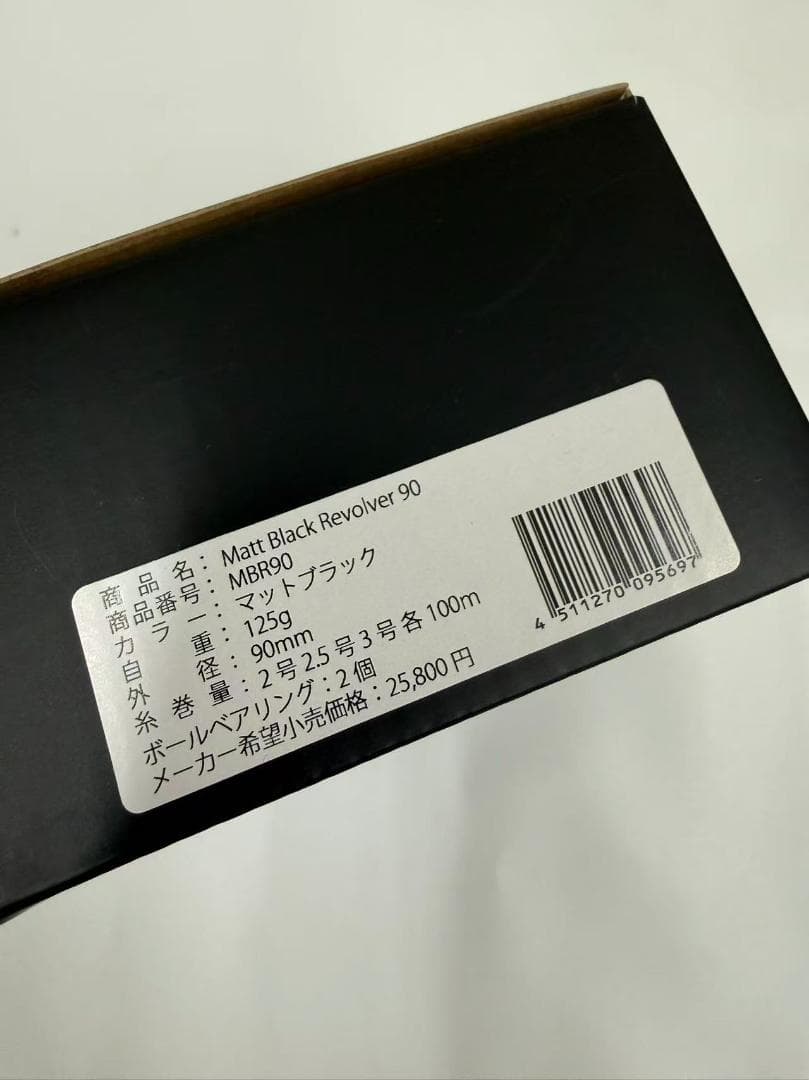 商品名：Matt Black Revolver 90
商品番号：MBR90
カラー：マットブラック
自重：125g
外径：90mm
糸巻量：2号2.5号3号各100m
ボールベアリング：2個
メーカー希望小売価格：25,800円
4 511270 095697